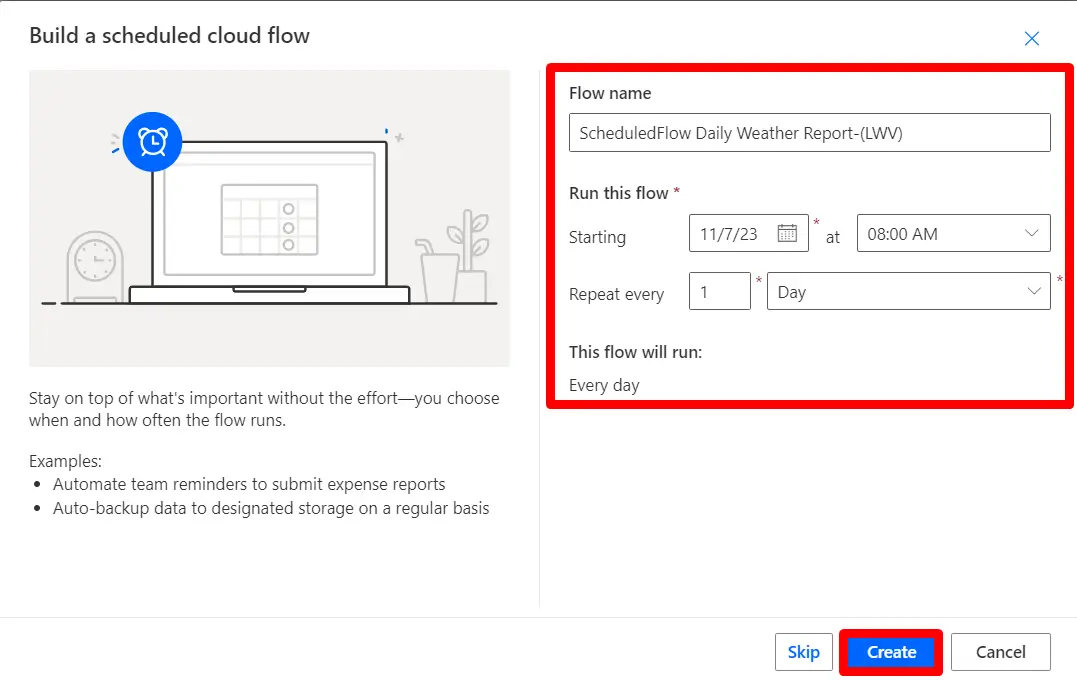 Build a scheduled cloud flow
Stay on top of what's important without the effort—you choose
when and how often the flow runs.
Examples:
• Automate team reminders to submit expense reports
• Auto-backup data to designated storage on a regular basis
Flow name
ScheduledFlow Daily Weather Report-(LWV)
Run this flow *
Starting 11/7/23 * at 08:00 AM
Repeat every 1 * Day *
This flow will run:
Every day
Skip Create Cancel